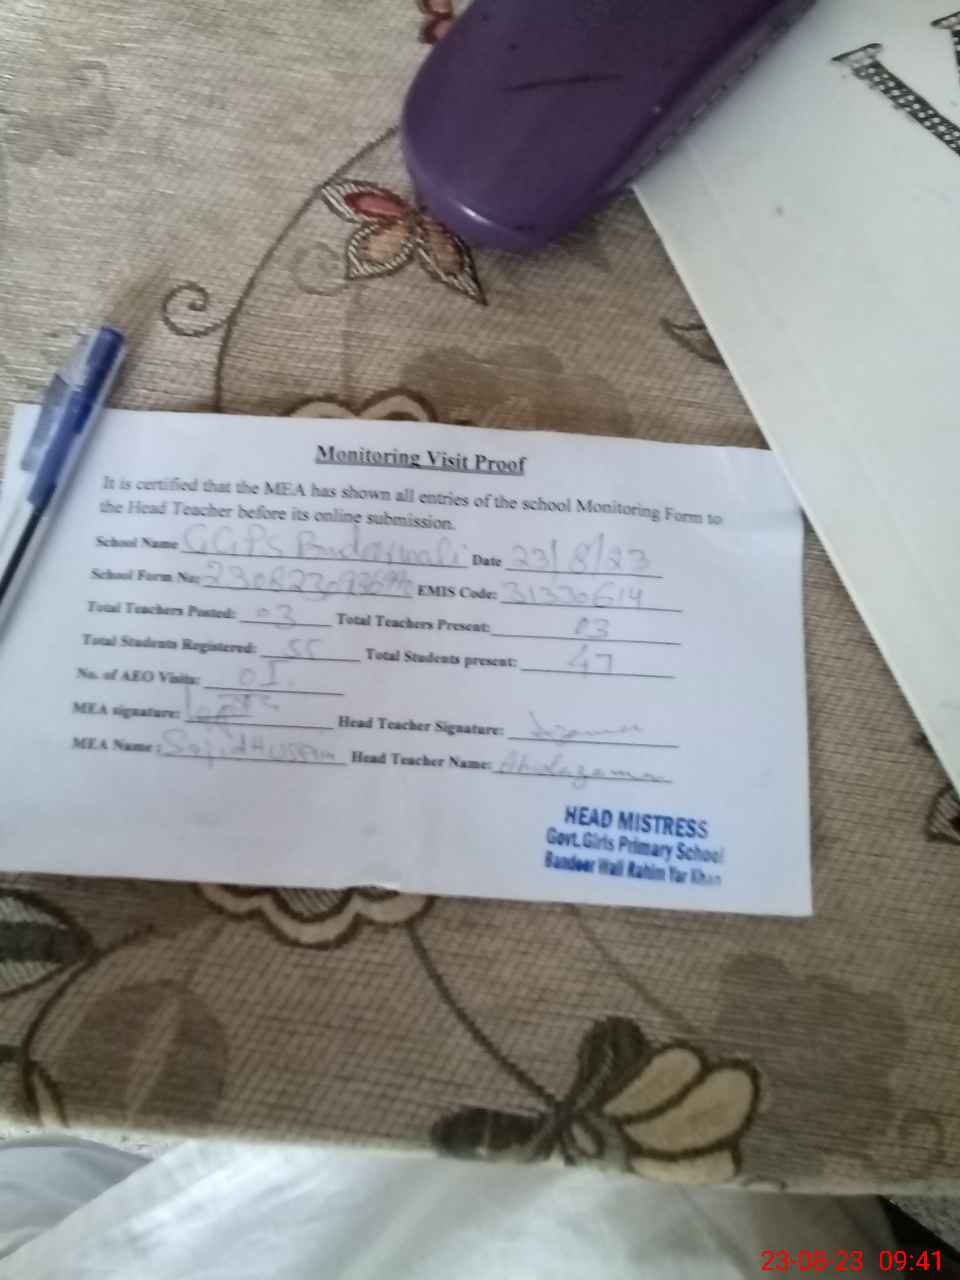 Monitoring Visit Proof
It is certified that the MEA has shown all entries of the school Monitoring Form to
the Head Teacher before its online submission.
School Name GGPS Date 23/8/23
School Form No: EMIS Code: 31330614
Total Teachers Posted: 03 Total Teachers Present: 03
Total Students Registered: 55 Total Students present: 47
No. of AEO Visits: 01
MEA signature: Head Teacher Signature:
MEA Name: Sajid Hussain Head Teacher Name:
HEAD MISTRESS
Govt. Girls Primary School
Bandoor Wali Rahim Yar Khan
23-08-23 09:41